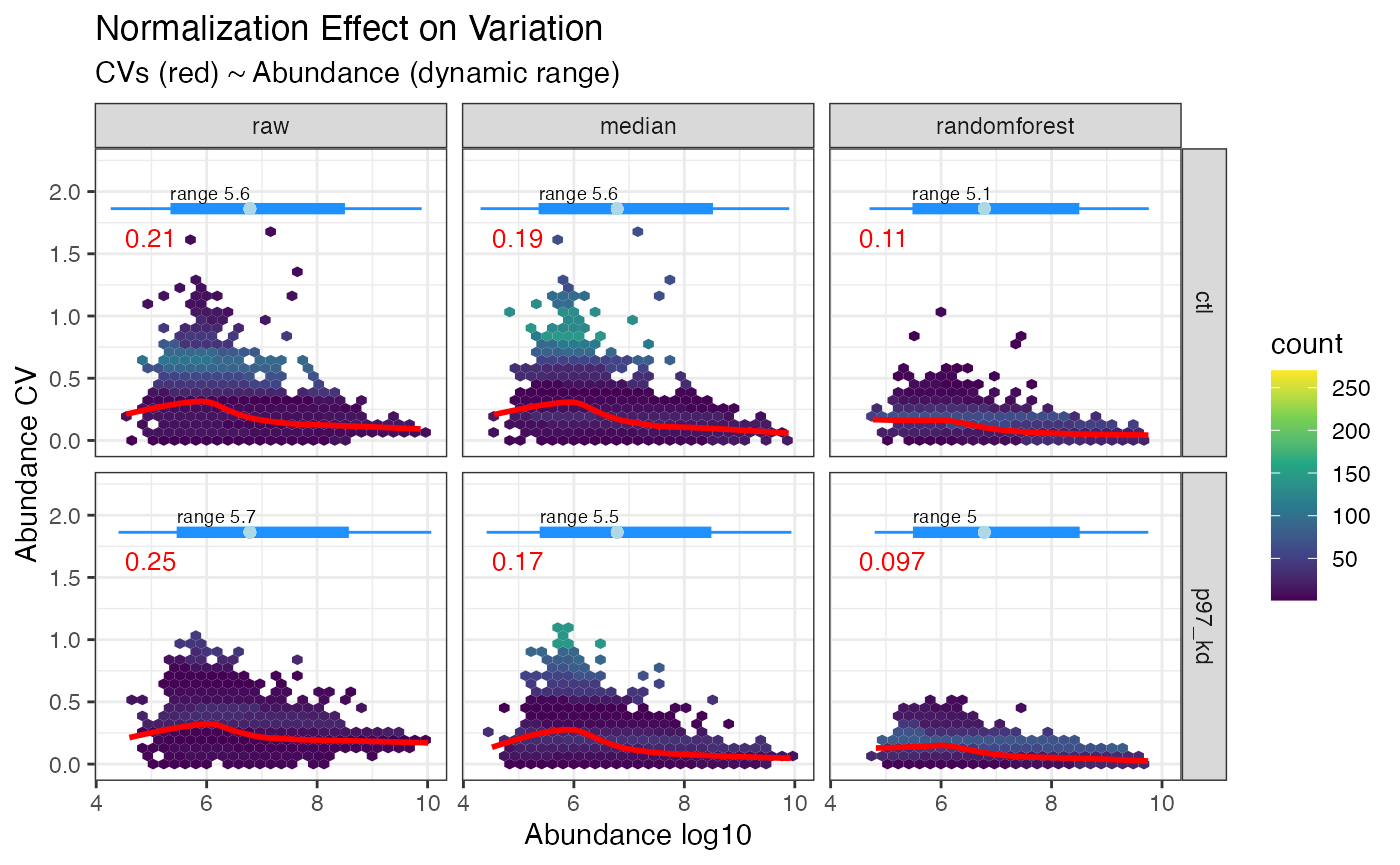 Normalization Effect on Variation
CVs (red) ~ Abundance (dynamic range)
raw
median
randomforest
range 5.6
0.21
range 5.6
0.19
range 5.1
0.11
ctl
range 5.7
0.25
range 5.5
0.17
range 5
0.097
p97_kd
2.0
1.5
1.0
0.5
0.0
2.0
1.5
1.0
0.5
0.0
Abundance CV
4 6 8 10
4 6 8 10
4 6 8 10
Abundance log10
count
250
200
150
100
50